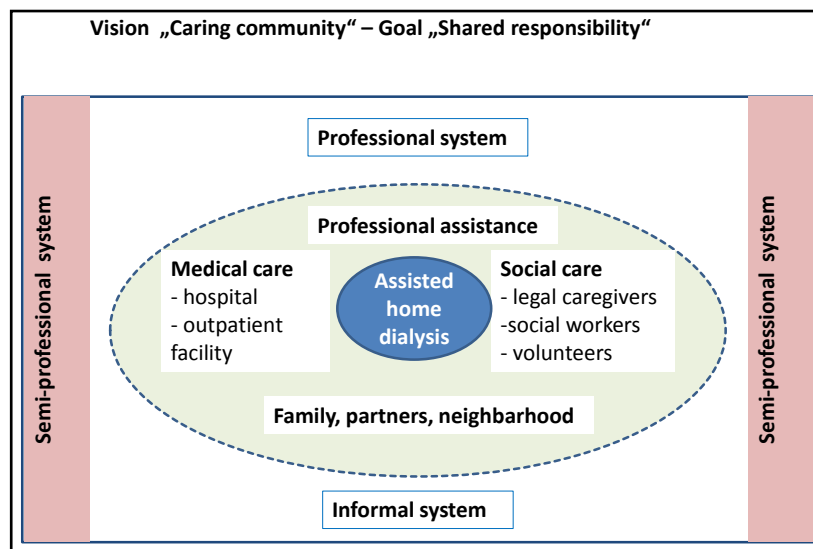 Vision „Caring community“ – Goal „Shared responsibility“
Professional system
Semi-professional system
Professional assistance
Medical care
- hospital
- outpatient
facility
Assisted
home
dialysis
Social care
- legal caregivers
-social workers
- volunteers
Semi-professional system
Family, partners, neighbarhood
Informal system